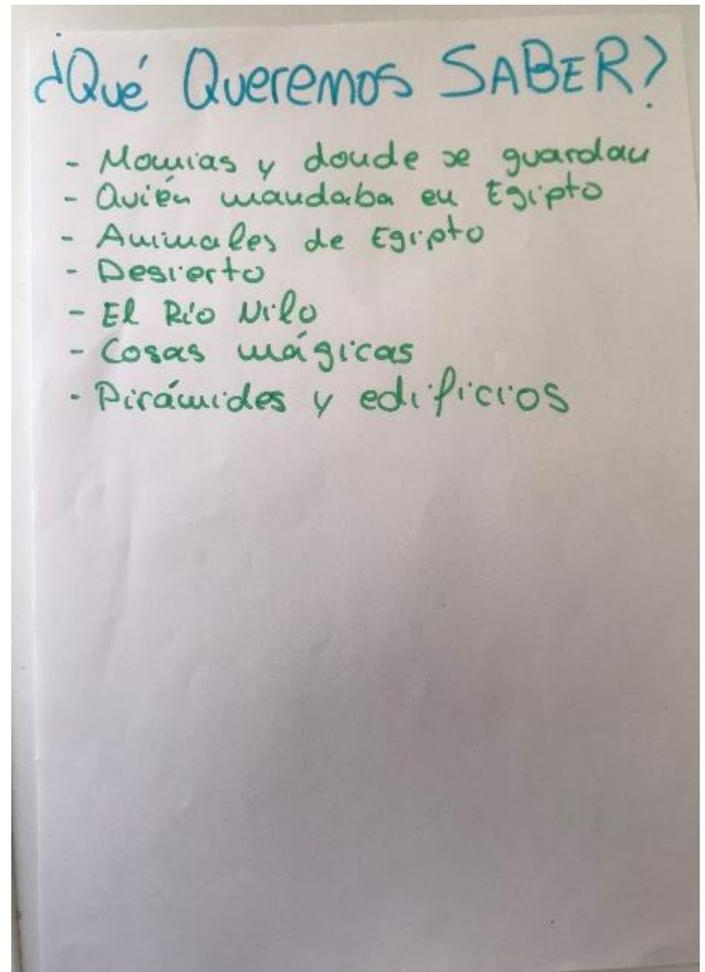 ¿Qué Queremos SABER?
- Momias y donde se guardan
- Quién mandaba en Egipto
- Animales de Egipto
- Desierto
- El Río Nilo
- Cosas mágicas
- Pirámides y edificios